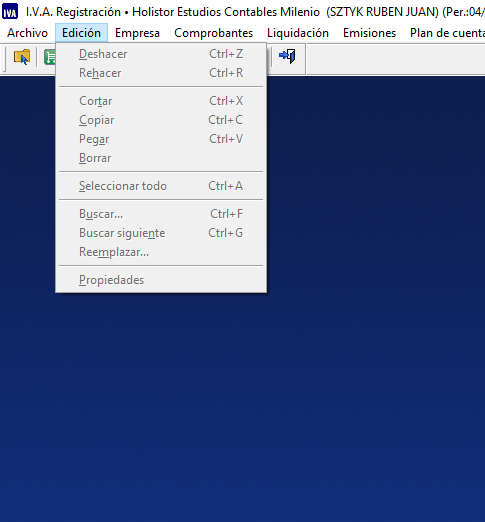 IVA I.V.A. Registración • Holistor Estudios Contables Milenio (SZTYK RUBEN JUAN) (Per.:04/
Archivo Edición Empresa Comprobantes Liquidación Emisiones Plan de cuenta
Deshacer Ctrl+Z
Rehacer Ctrl+R
Cortar Ctrl+X
Copiar Ctrl+C
Pegar Ctrl+V
Borrar
Seleccionar todo Ctrl+A
Buscar... Ctrl+F
Buscar siguiente Ctrl+G
Reemplazar...
Propiedades